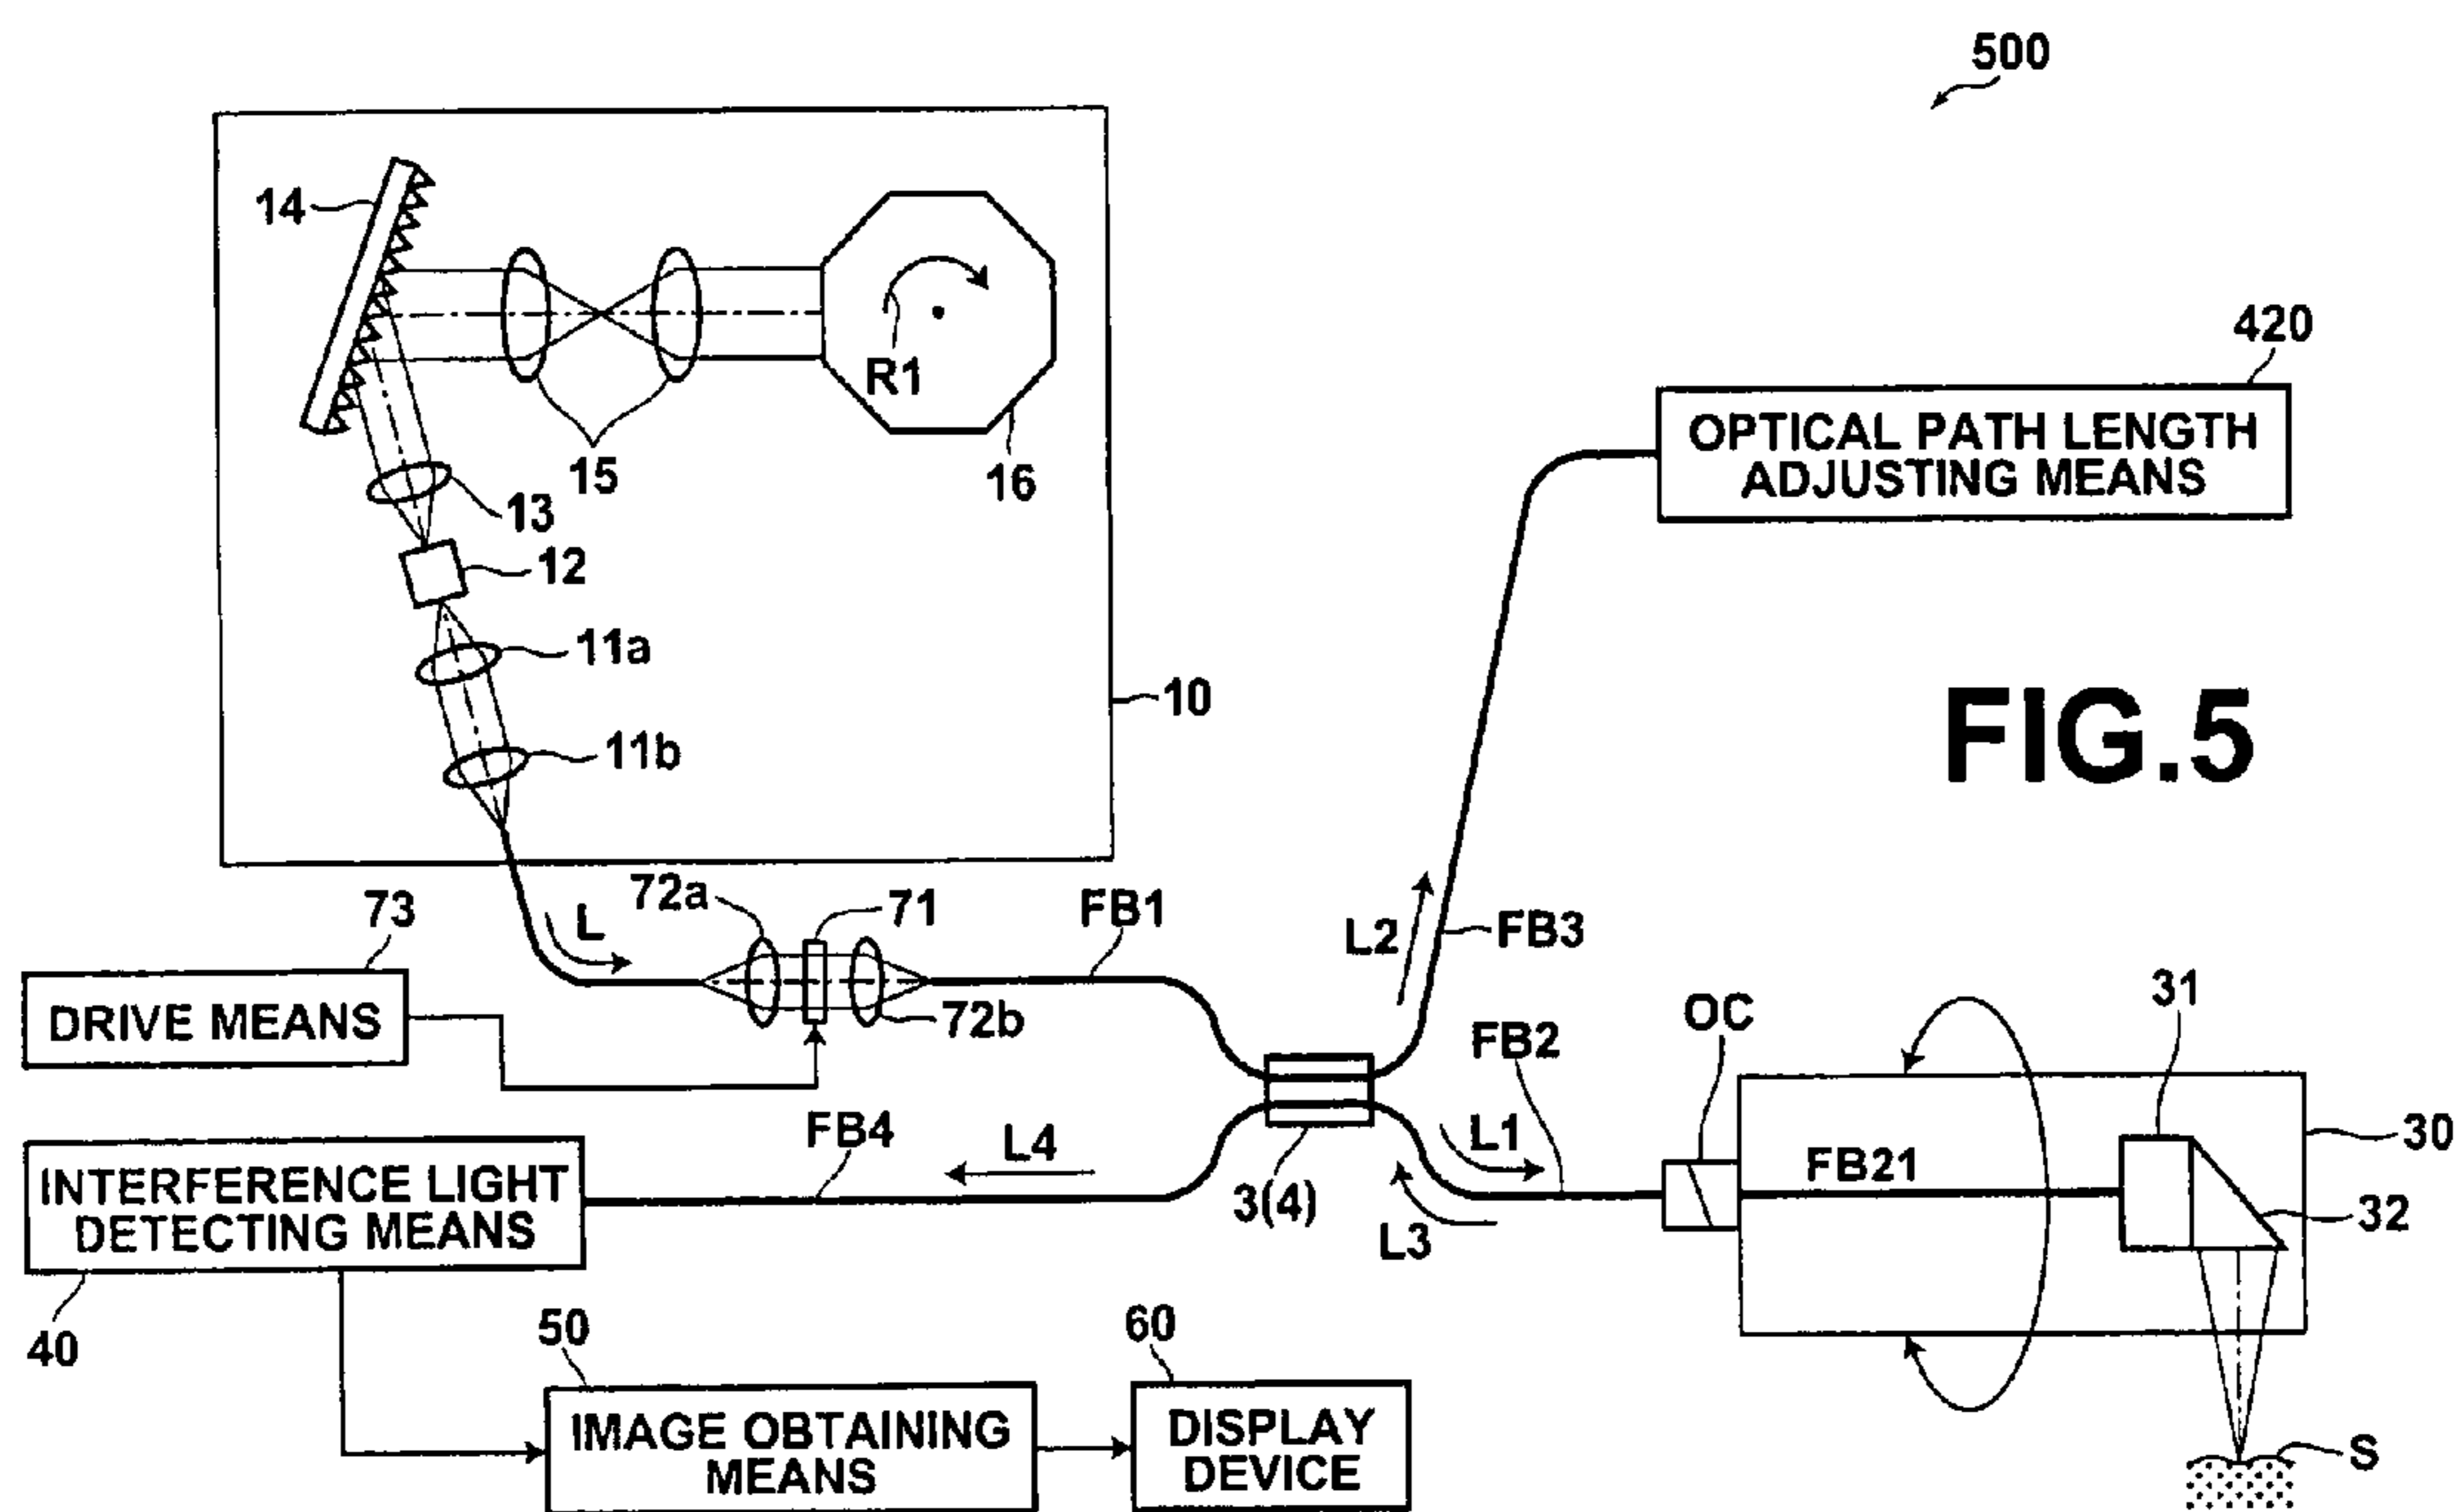 500
14
R1
15
16
13
12
11a
11b
10
420
OPTICAL PATH LENGTH
ADJUSTING MEANS
FIG.5
73
DRIVE MEANS
L
72a
71
72b
FB1
L2
FB3
OC
FB2
31
FB4
L4
3(4)
L1
L3
FB21
30
32
INTERFERENCE LIGHT
DETECTING MEANS
40
50
IMAGE OBTAINING
MEANS
60
DISPLAY
DEVICE
S